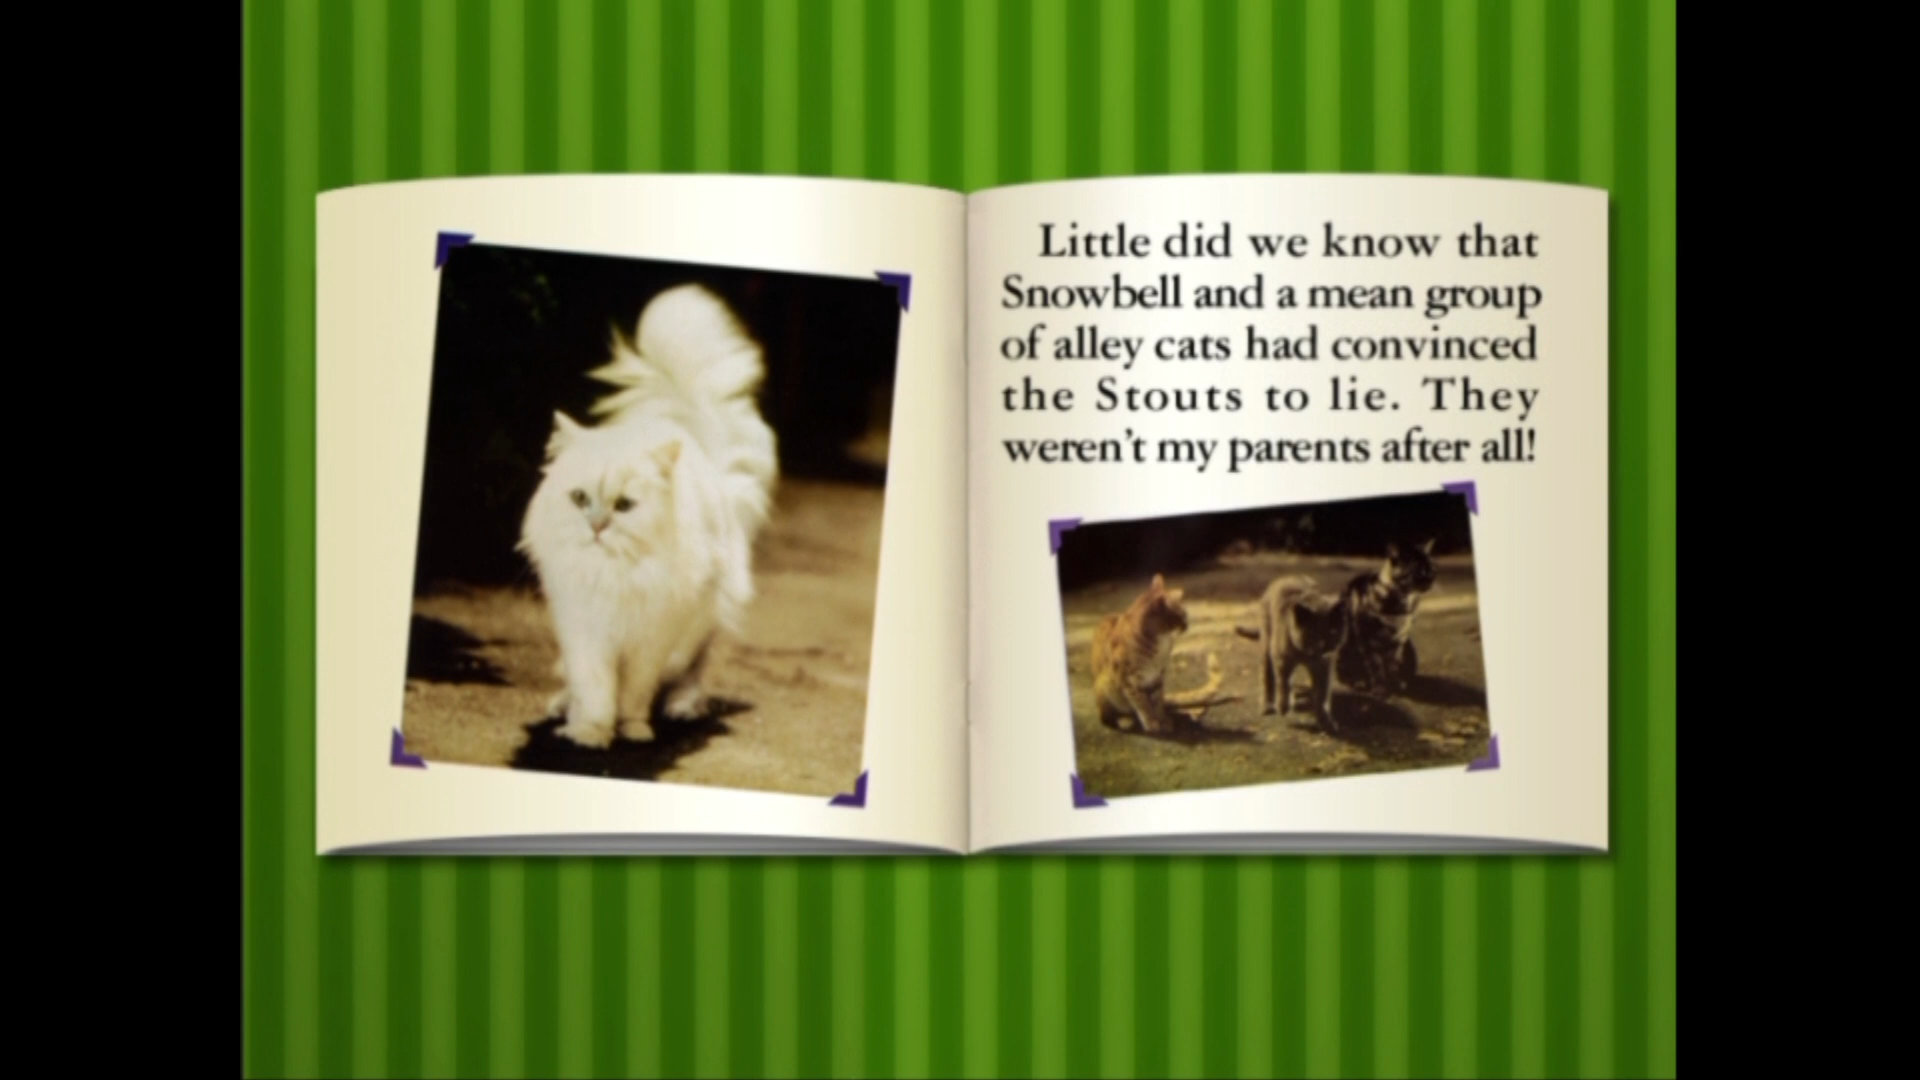 Little did we know that
Snowbell and a mean group
of alley cats had convinced
the Stouts to lie. They
weren't my parents after all!